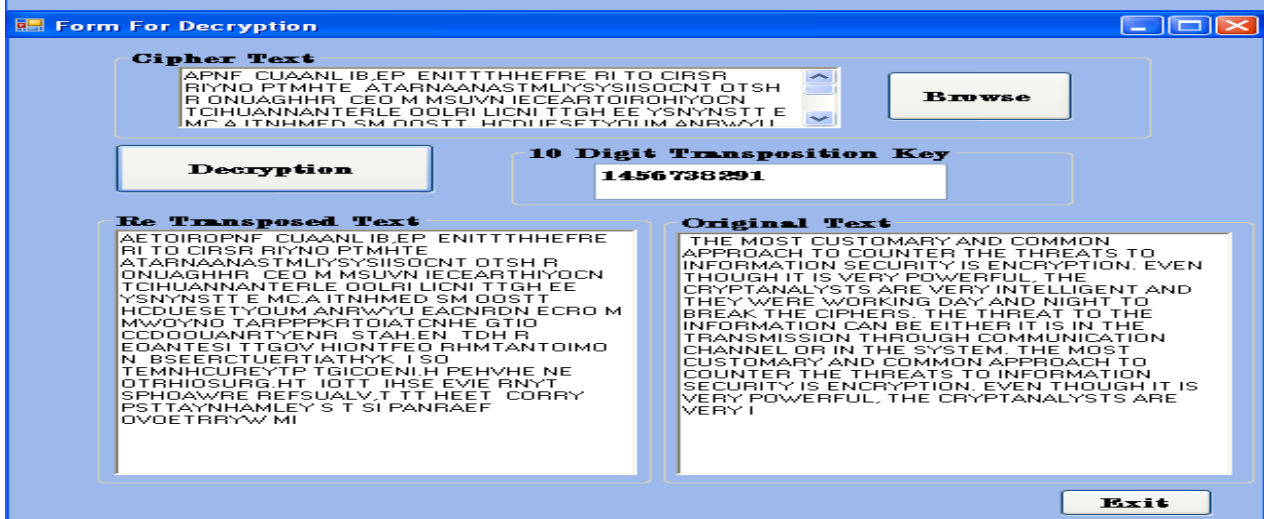 Form For Decryption
Cipher Text
APNF CUAANL IB,EP ENITTTHHEFRE RI TO CIRSR
RIYNO PTMHTE ATARNAANASTMLIYSYSIISOCNT OTSH
R ONUAGHHR CEO M MSUVN IECEARTOIROHIYOCN
TCIHUANNANTERLE OOLRI LICNI TTGH EE YSNYNSTT E
MC.A ITNHMED SM OOSTT HCDUESETYOUM ANRWYU
Browse
Decryption
10 Digit Transposition Key
1456738291
Re Transposed Text
AETOIROPNF CUAANL IB,EP ENITTTHHEFRE
RI TO CIRSR RIYNO PTMHTE
ATARNAANASTMLIYSYSIISOCNT OTSH R
ONUAGHHR CEO M MSUVN IECEARTHIYOCN
TCIHUANNANTERLE OOLRI LICNI TTGH EE
YSNYNSTT E MC.A ITNHMED SM OOSTT
HCDUESETYOUM ANRWYU EACNRDN ECRO M
MWOYNO TARPPPKRTOIATCNHE GTIO
CCDOOUANRTYENR STAH.EN TDH R
EOANTESI TTGOV HIONTFEO RHMTANTOIMO
N BSEERCTUERTIATHYK I SO
TEMNHCUREYTP TGICOENI.H PEHVHE NE
OTRHIOSURG.HT IOTT IHSE EVIE RNYT
SPHOAWRE REFSUALV,T TT HEET CORRY
PSTTAYNHAMLEY S T SI PANRAEF
OVOETRRYW MI
Original Text
THE MOST CUSTOMARY AND COMMON
APPROACH TO COUNTER THE THREATS TO
INFORMATION SECURITY IS ENCRYPTION. EVEN
THOUGH IT IS VERY POWERFUL, THE
CRYPTANALYSTS ARE VERY INTELLIGENT AND
THEY WERE WORKING DAY AND NIGHT TO
BREAK THE CIPHERS. THE THREAT TO THE
INFORMATION CAN BE EITHER IT IS IN THE
TRANSMISSION THROUGH COMMUNICATION
CHANNEL OR IN THE SYSTEM. THE MOST
CUSTOMARY AND COMMON APPROACH TO
COUNTER THE THREATS TO INFORMATION
SECURITY IS ENCRYPTION. EVEN THOUGH IT IS
VERY POWERFUL, THE CRYPTANALYSTS ARE
VERY I
Exit